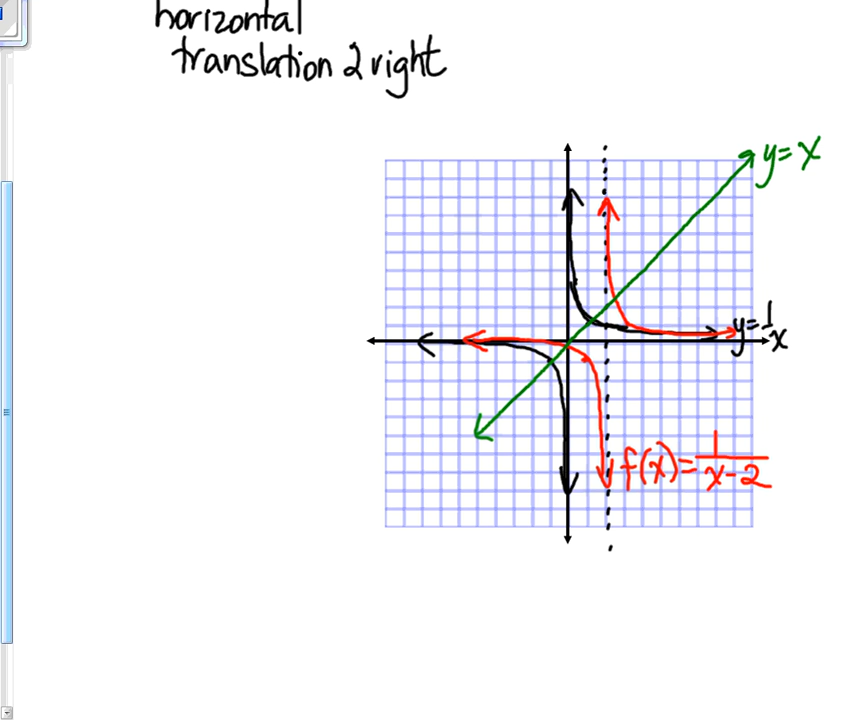 horizontal
translation 2 right
y=x
y=1/x
f(x)=1/(x-2)